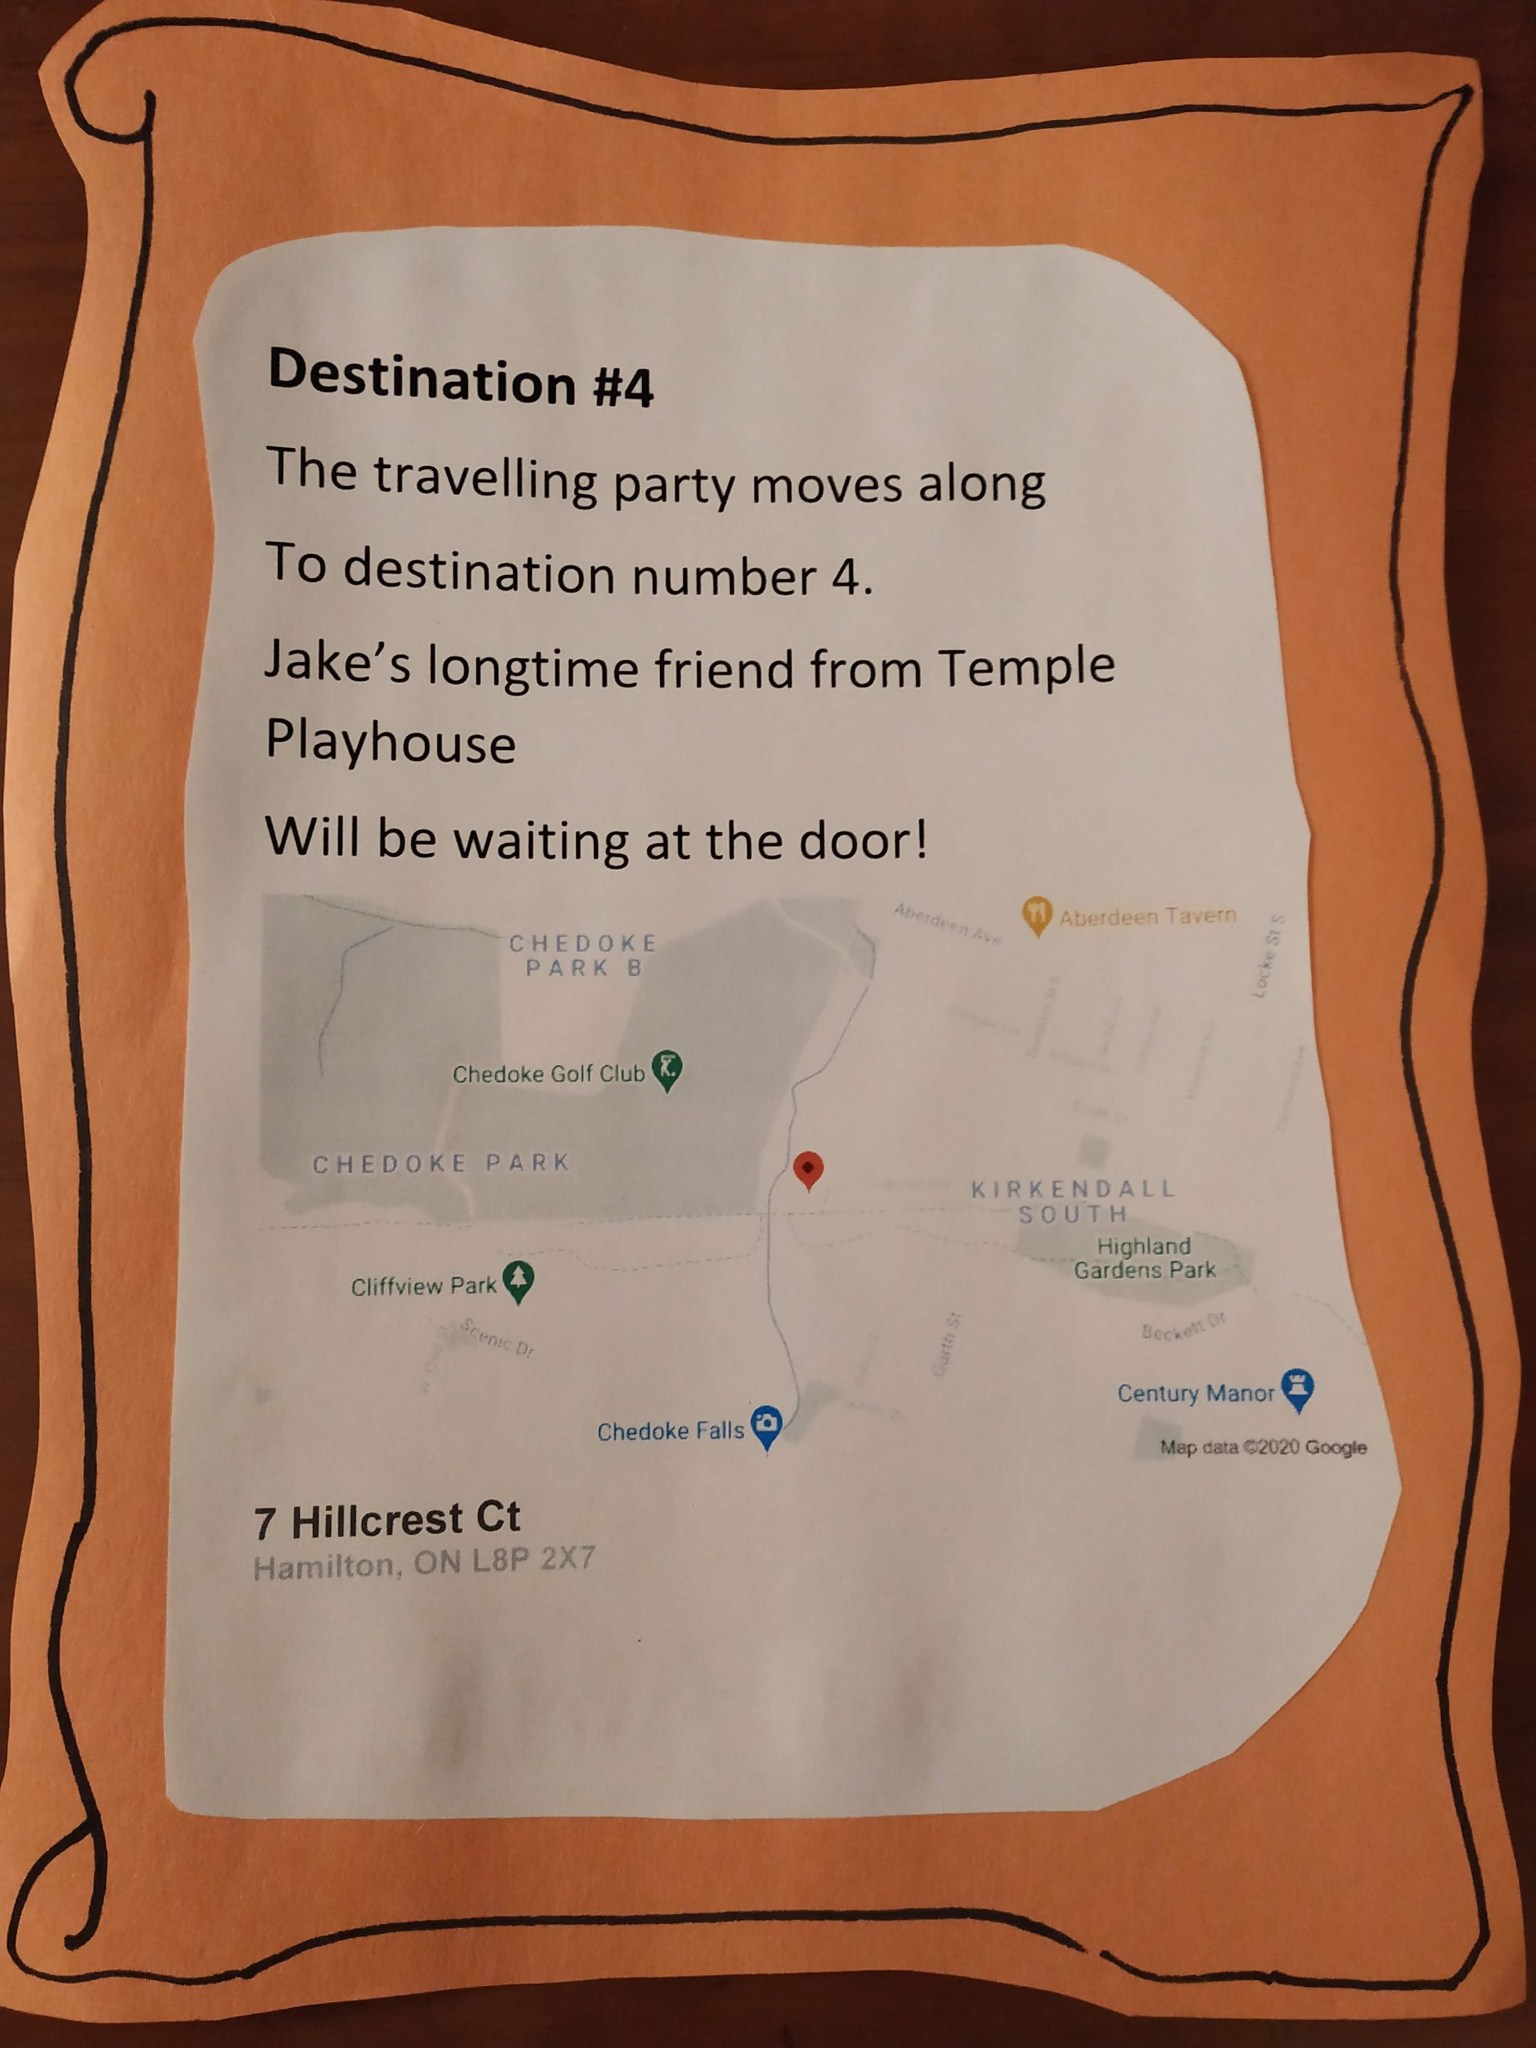 Destination #4
The travelling party moves along
To destination number 4.
Jake’s longtime friend from Temple
Playhouse
Will be waiting at the door!
Aberdeen Ave
Aberdeen Tavern
Locke St S
CHEDOKE
PARK B
Chedoke Golf Club
CHEDOKE PARK
KIRKENDALL
SOUTH
Highland
Gardens Park
Cliffview Park
Scenic Dr
Garth St
Beckett Dr
Century Manor
Chedoke Falls
Map data ©2020 Google
7 Hillcrest Ct
Hamilton, ON L8P 2X7